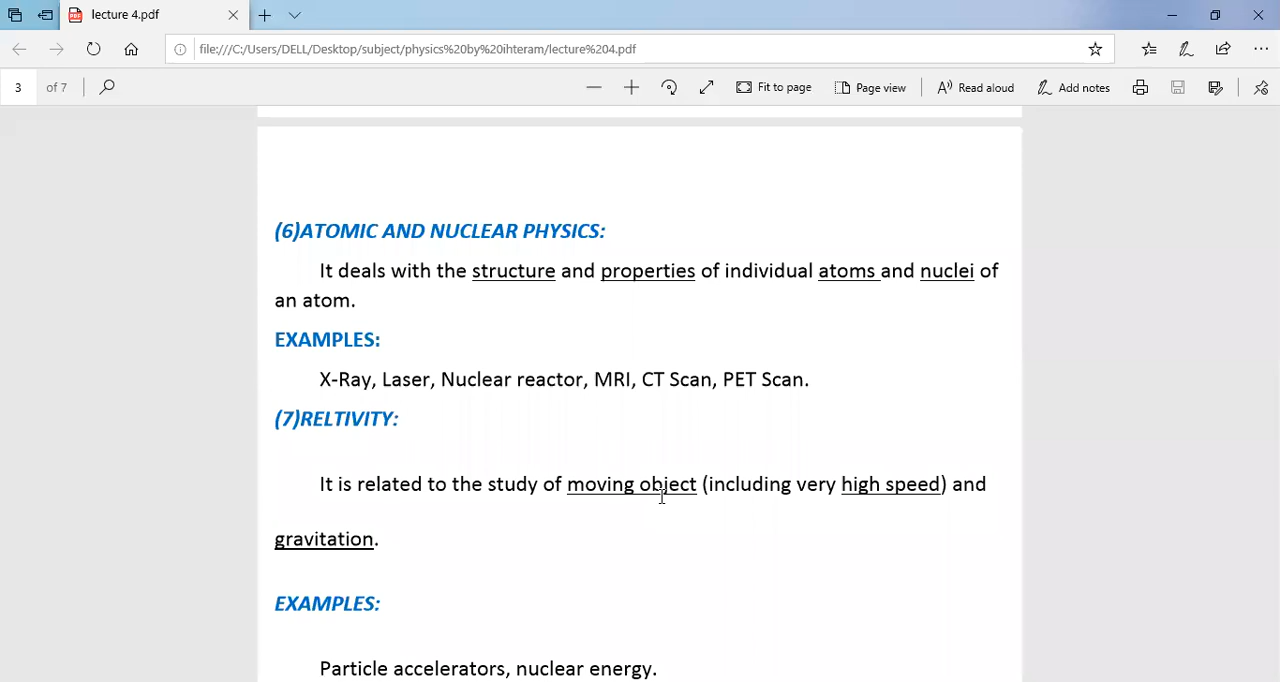 lecture 4.pdf
file:///C:/Users/DELL/Desktop/subject/physics%20by%20ihteram/lecture%204.pdf
3 of 7 Fit to page Page view Read aloud Add notes
(6)ATOMIC AND NUCLEAR PHYSICS:
It deals with the structure and properties of individual atoms and nuclei of
an atom.
EXAMPLES:
X-Ray, Laser, Nuclear reactor, MRI, CT Scan, PET Scan.
(7)RELTIVITY:
It is related to the study of moving object (including very high speed) and
gravitation.
EXAMPLES:
Particle accelerators, nuclear energy.